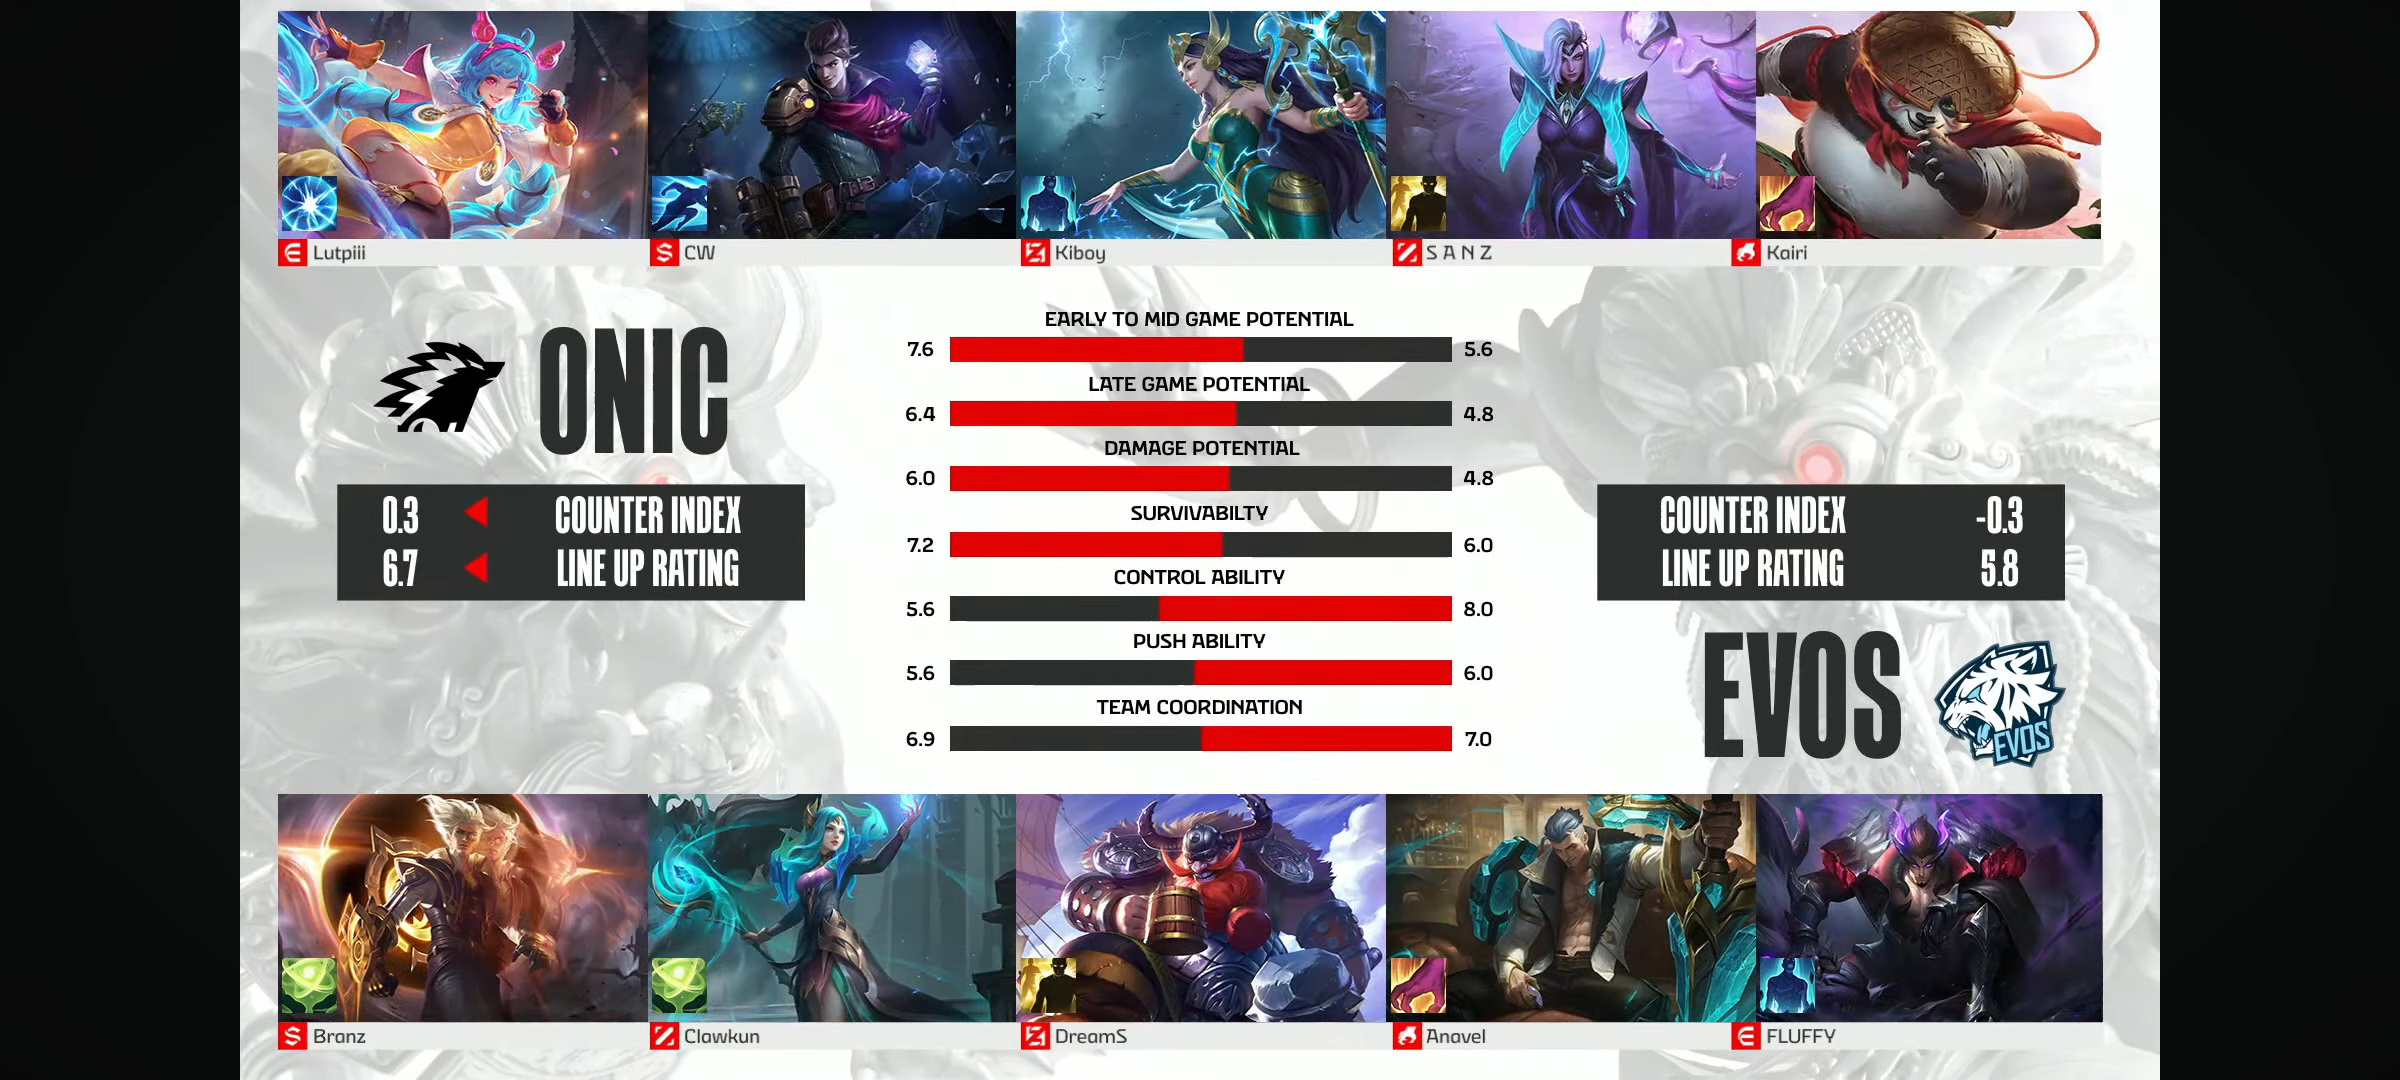 Lutpiii
CW
Kiboy
S A N Z
Kairi
EARLY TO MID GAME POTENTIAL
7.6 5.6
LATE GAME POTENTIAL
6.4 4.8
DAMAGE POTENTIAL
6.0 4.8
SURVIVABILTY
7.2 6.0
CONTROL ABILITY
5.6 8.0
PUSH ABILITY
5.6 6.0
TEAM COORDINATION
6.9 7.0
ONIC
0.3 COUNTER INDEX
6.7 LINE UP RATING
COUNTER INDEX -0.3
LINE UP RATING 5.8
EVOS
EVOS
Branz
Clawkun
DreamS
Anavel
FLUFFY